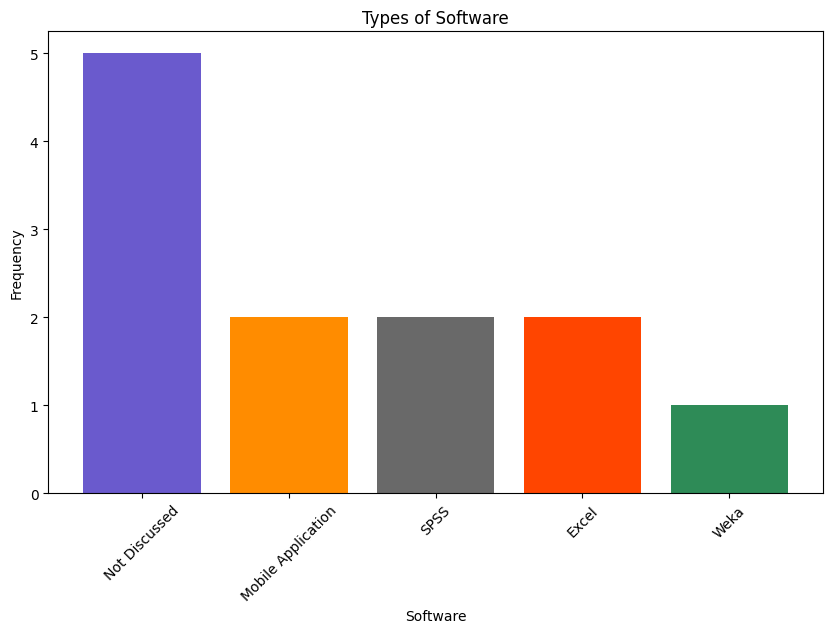 Types of Software
Frequency
5
4
3
2
1
0
Not Discussed
Mobile Application
SPSS
Excel
Weka
Software